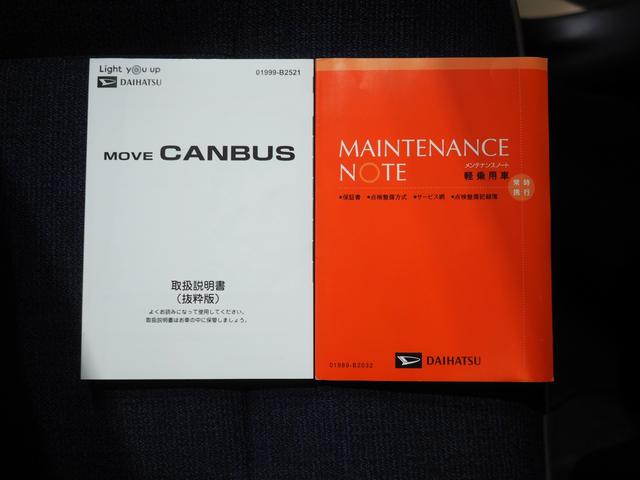 Light you up
DAIHATSU
01999-B2521
MOVE CANBUS
取扱説明書
（抜粋版）
よくお読みになって使用してください。
取扱説明書はお車の中に保管しましょう。
MAINTENANCE
NOTE
メンテナンスノート
軽乗用車
常時
携行
●保証書 ●点検整備方式 ●サービス網 ●点検整備記録簿
01989-B2032
DAIHATSU